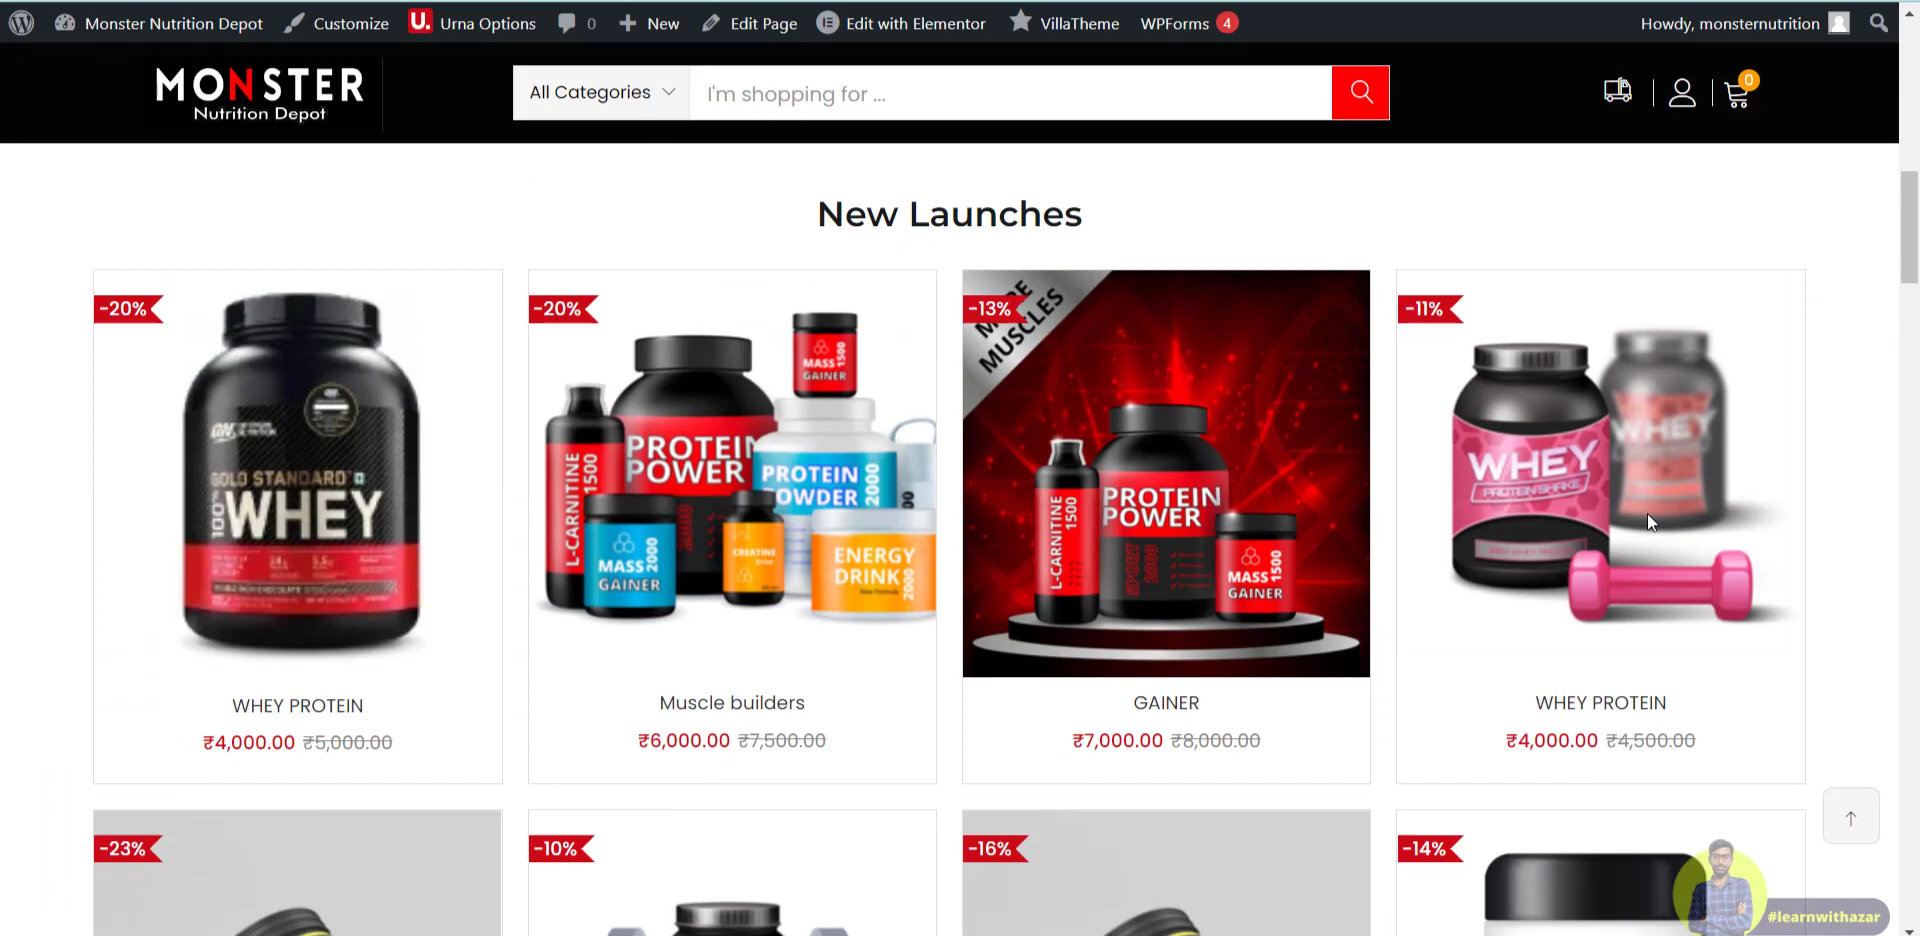 Monster Nutrition Depot Customize U. Urna Options 0 New Edit Page Edit with Elementor VillaTheme WPForms 4 Howdy, monsternutrition
MONSTER
Nutrition Depot
All Categories
I'm shopping for ...
0
New Launches
-20%
GOLD STANDARD
100%
WHEY
WHEY PROTEIN
₹4,000.00 ₹5,000.00
-20%
MASS
GAINER
1500
PROTEIN
POWER
L-CARNITINE
1500
PROTEIN
POWDER
2000
MASS
GAINER
2000
CREATINE
ENERGY
DRINK
2000
Muscle builders
₹6,000.00 ₹7,500.00
-13%
MUSCLES
PROTEIN
POWER
L-CARNITINE
1500
SPORT
2000
MASS
GAINER
1500
GAINER
₹7,000.00 ₹8,000.00
-11%
WHEY
PROTEIN SHAKE
WHEY
WHEY PROTEIN
₹4,000.00 ₹4,500.00
-23%
-10%
-16%
-14%
#learnwithazar